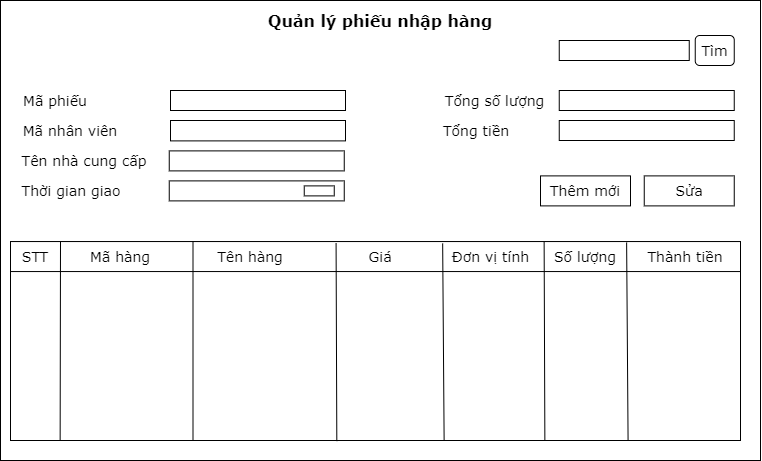 Quản lý phiếu nhập hàng
Tìm
Mã phiếu Tổng số lượng
Mã nhân viên Tổng tiền
Tên nhà cung cấp
Thời gian giao Thêm mới Sửa
STT Mã hàng Tên hàng Giá Đơn vị tính Số lượng Thành tiền